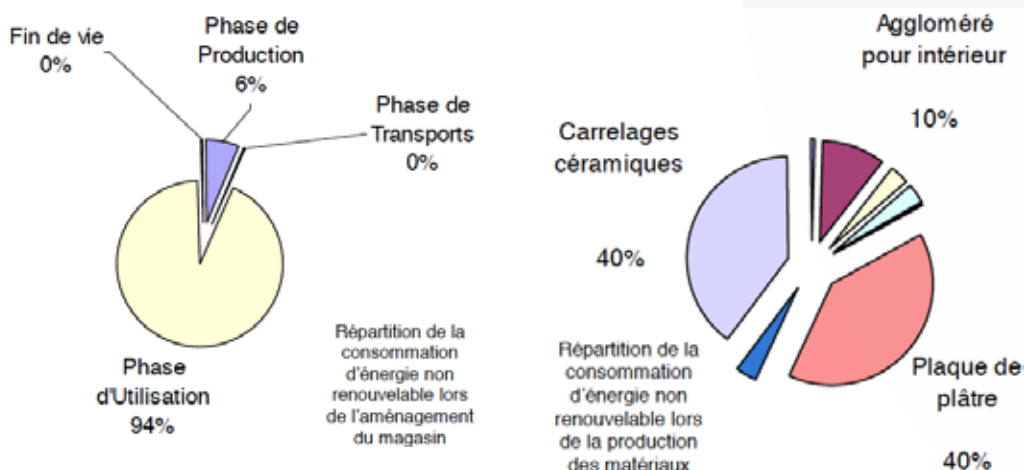 Fin de vie
0%
Phase de
Production
6%
Phase de
Transports
0%
Phase
d'Utilisation
94%
Répartition de la
consommation
d'énergie non
renouvelable lors
de l'aménagement
du magasin
Aggloméré
pour intérieur
10%
Carrelages
céramiques
40%
Répartition de la
consommation
d'énergie non
renouvelable lors
de la production
des matériaux
Plaque de
plâtre
40%